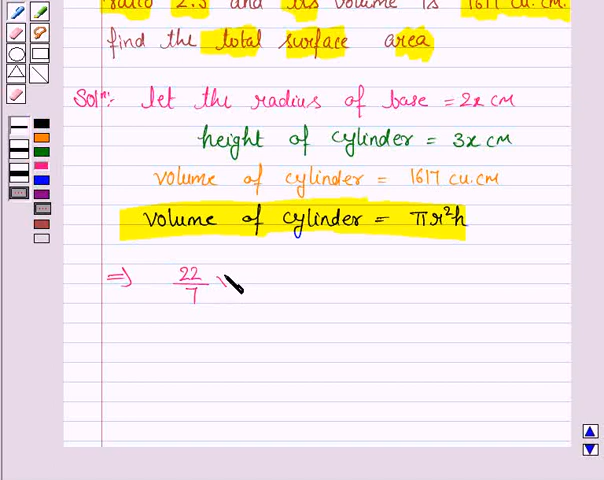 ratio 2:3 and its volume is 1617 cu.cm.
find the total surface area
Solⁿ: let the radius of base = 2x cm
height of cylinder = 3x cm
volume of cylinder = 1617 cu.cm
volume of cylinder = πr²h
⇒ 22/7